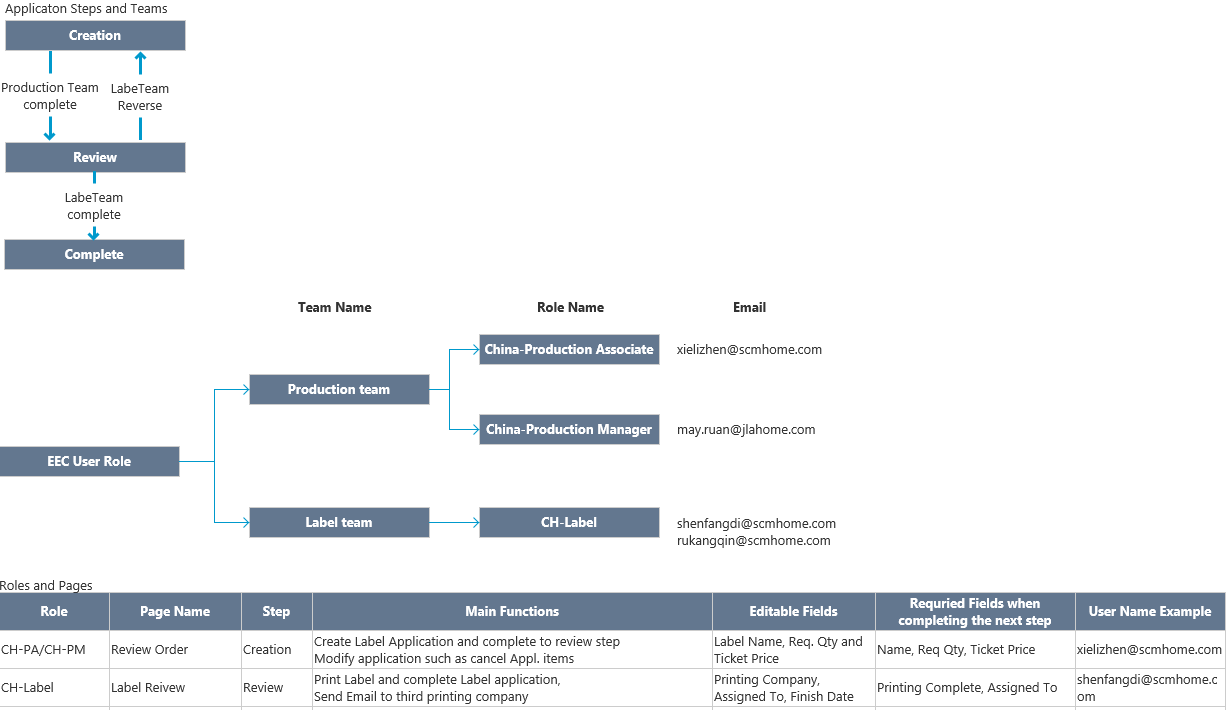 Applicaton Steps and Teams
Creation
Production Team
complete
LabeTeam
Reverse
Review
LabeTeam
complete
Complete
Team Name
Role Name
Email
China-Production Associate
xielizhen@scmhome.com
Production team
China-Production Manager
may.ruan@jlahome.com
EEC User Role
Label team
CH-Label
shenfangdi@scmhome.com
rukangqin@scmhome.com
Roles and Pages
Role
Page Name
Step
Main Functions
Editable Fields
Requried Fields when
completing the next step
User Name Example
CH-PA/CH-PM
Review Order
Creation
Create Label Application and complete to review step
Modify application such as cancel Appl. items
Label Name, Req. Qty and
Ticket Price
Name, Req Qty, Ticket Price
xielizhen@scmhome.com
CH-Label
Label Reivew
Review
Print Label and complete Label application,
Send Email to third printing company
Printing Company,
Assigned To, Finish Date
Printing Complete, Assigned To
shenfangdi@scmhome.c
om